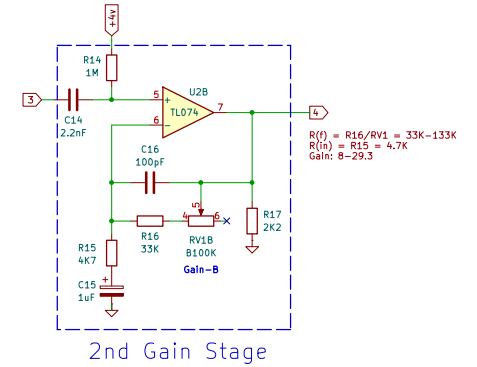 +4v
R14
1M
3
C14
2.2nF
5
+
6
-
U2B
TL074
7
4
R(f) = R16/RV1 = 33K-133K
R(in) = R15 = 4.7K
Gain: 8-29.3
C16
100pF
R16
33K
5
4
6
RV1B
B100K
Gain-B
R17
2K2
R15
4K7
+
C15
1uF
2nd Gain Stage